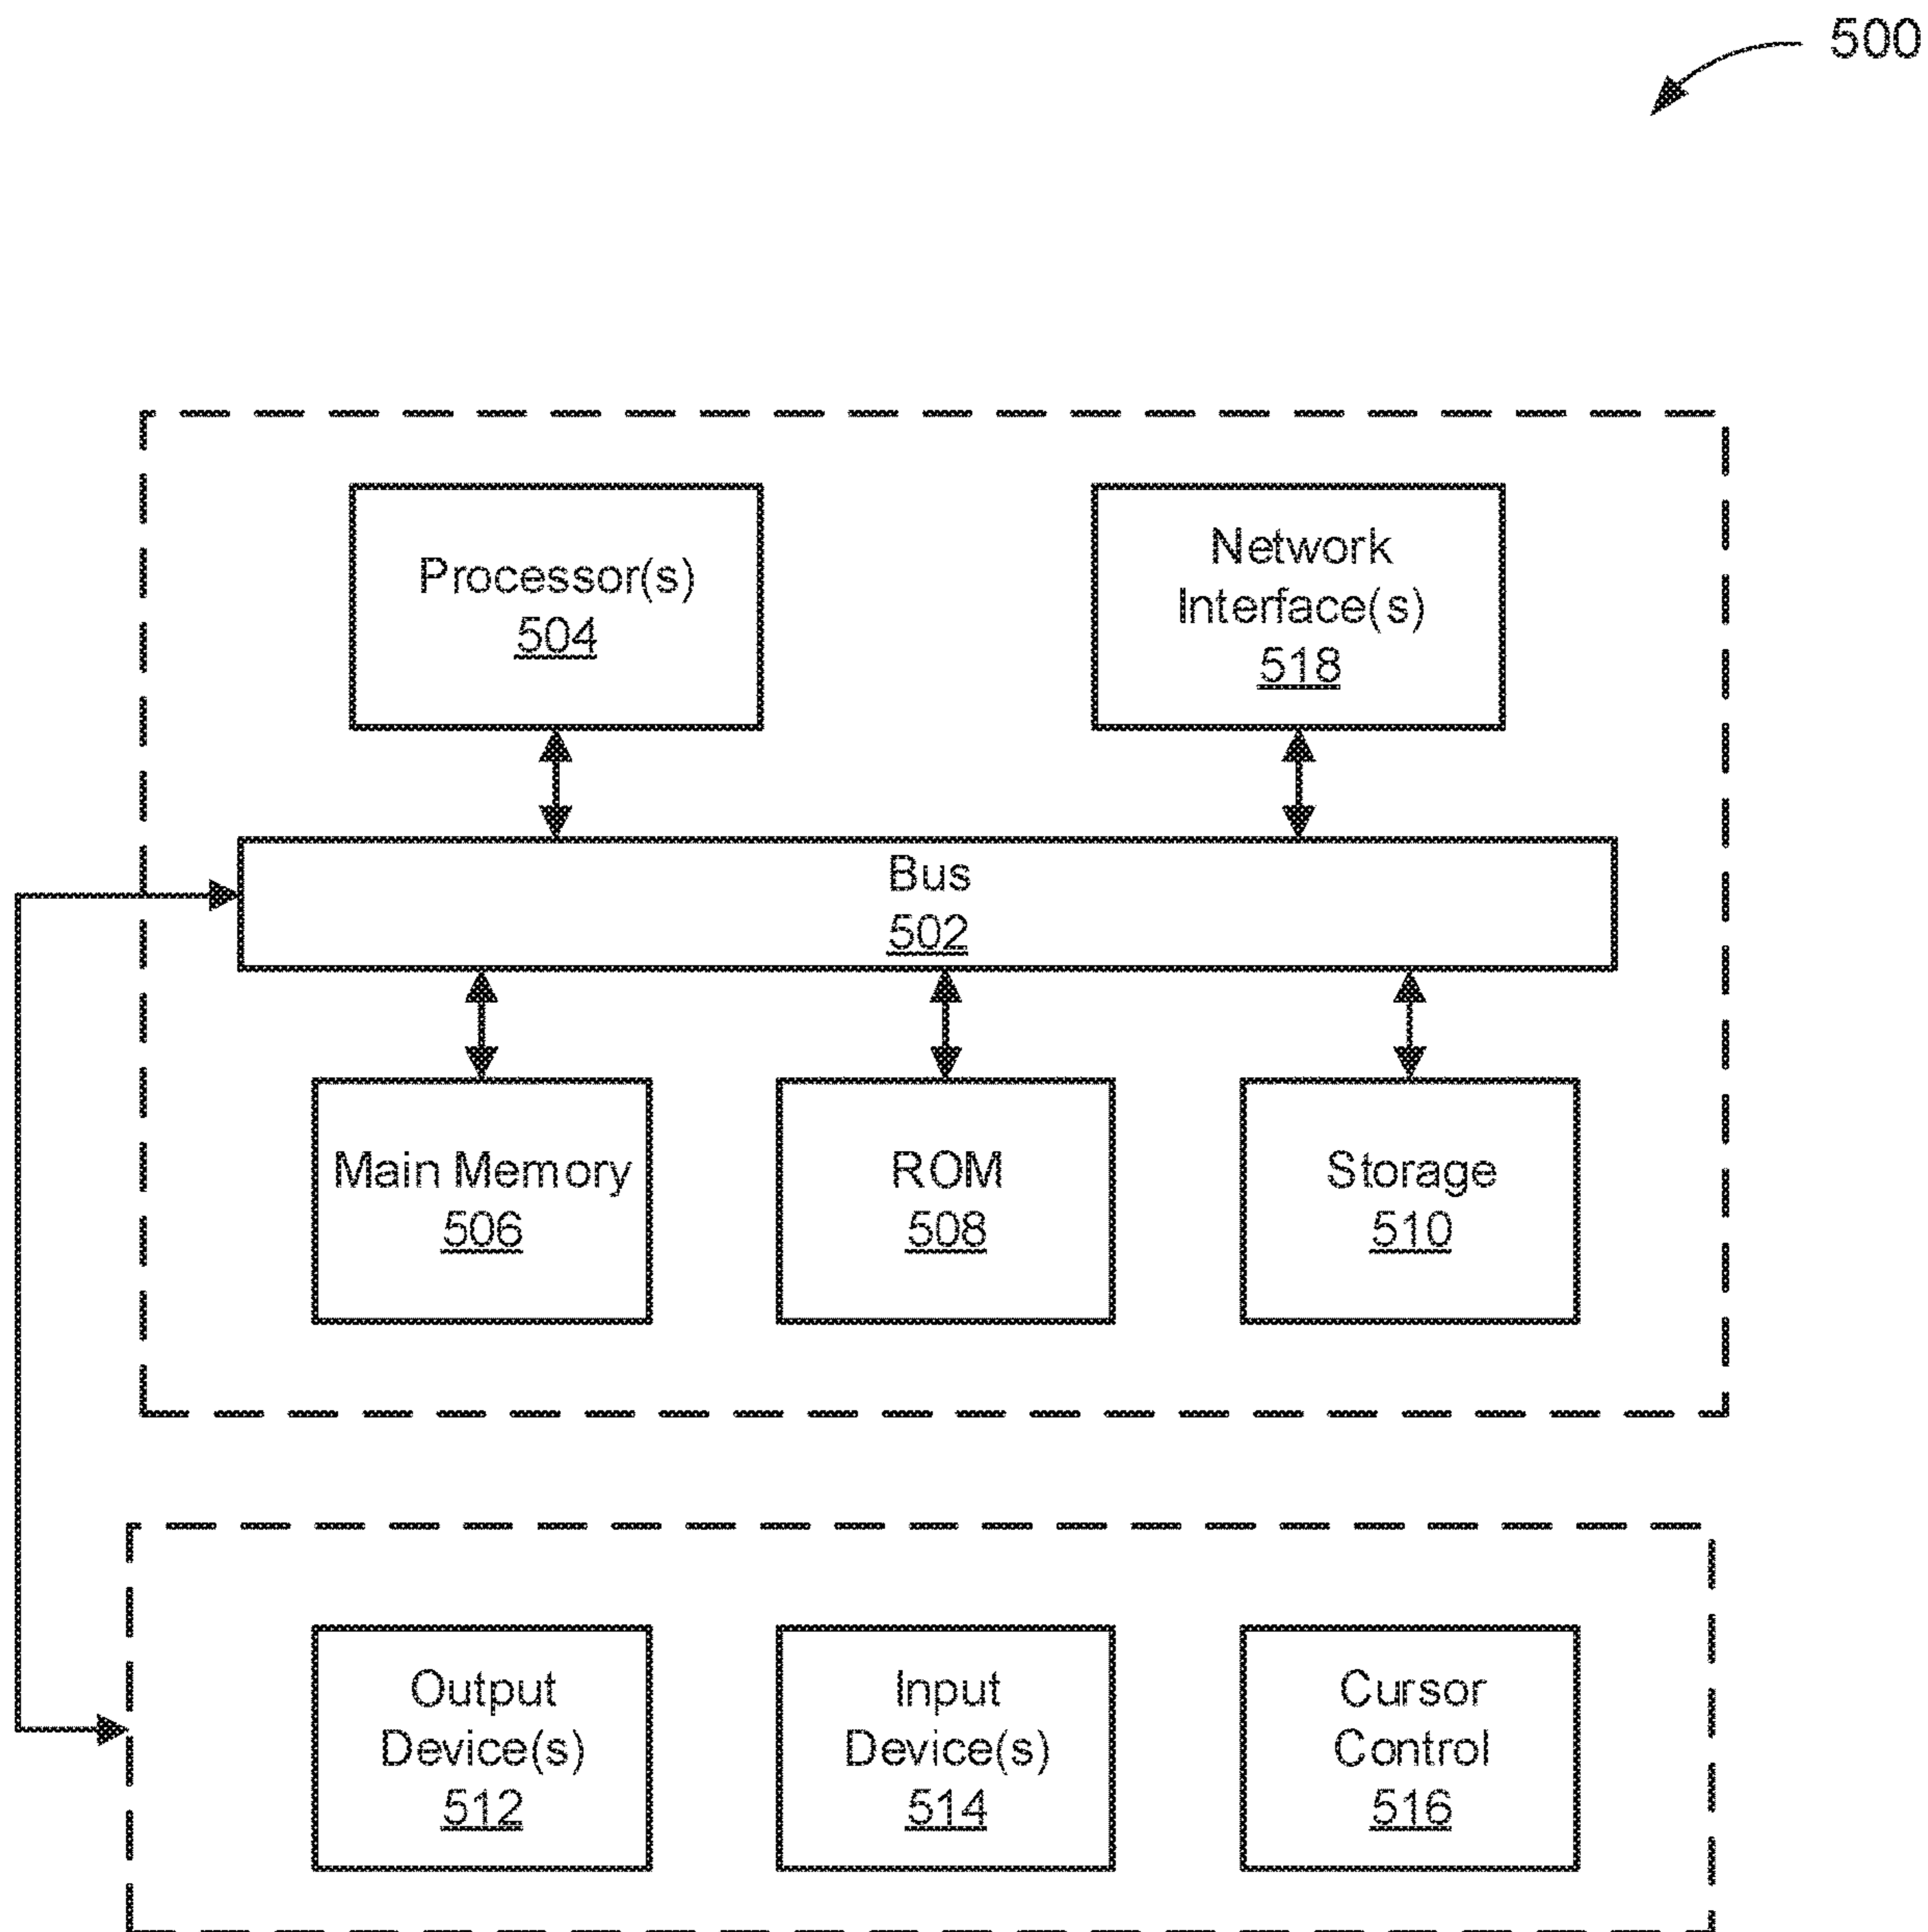 500
Processor(s)
504
Network
Interface(s)
518
Bus
502
Main Memory
506
ROM
508
Storage
510
Output
Device(s)
512
Input
Device(s)
514
Cursor
Control
516